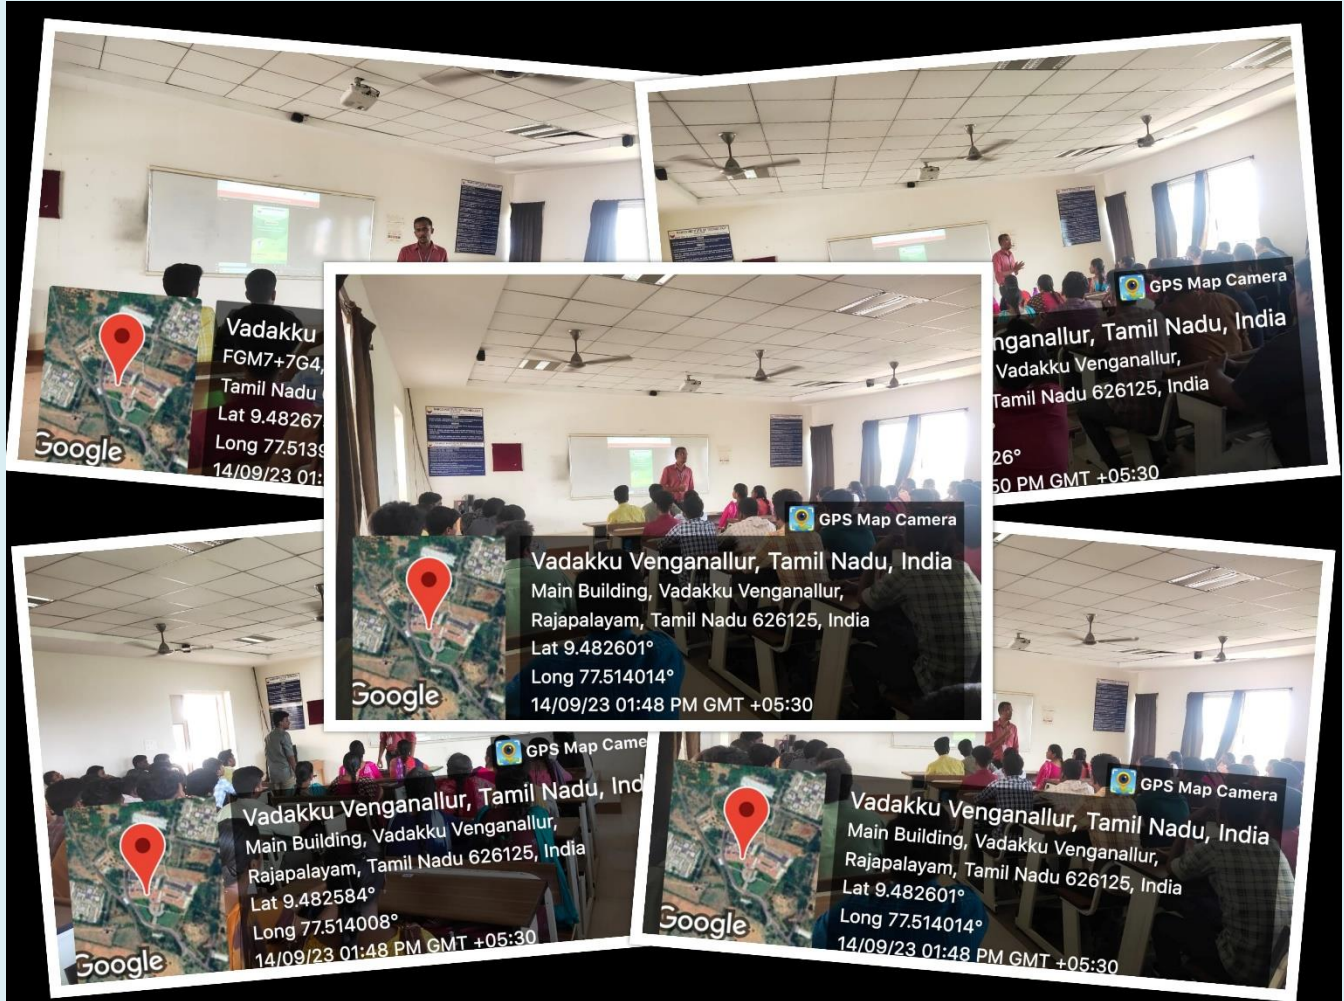 Vadakku
FGM7+7G4,
Tamil Nadu
Lat 9.48267
Long 77.5139
14/09/23 01:
Google
GPS Map Camera
nganallur, Tamil Nadu, India
Vadakku Venganallur,
Tamil Nadu 626125, India
26°
50 PM GMT +05:30
GPS Map Camera
Vadakku Venganallur, Tamil Nadu, India
Main Building, Vadakku Venganallur,
Rajapalayam, Tamil Nadu 626125, India
Lat 9.482601°
Long 77.514014°
14/09/23 01:48 PM GMT +05:30
Google
GPS Map Came
Vadakku Venganallur, Tamil Nadu, Ind
Main Building, Vadakku Venganallur,
Rajapalayam, Tamil Nadu 626125, India
Lat 9.482584°
Long 77.514008°
14/09/23 01:48 PM GMT +05:30
Google
GPS Map Camera
Vadakku Venganallur, Tamil Nadu, India
Main Building, Vadakku Venganallur,
Rajapalayam, Tamil Nadu 626125, India
Lat 9.482601°
Long 77.514014°
14/09/23 01:48 PM GMT +05:30
Google